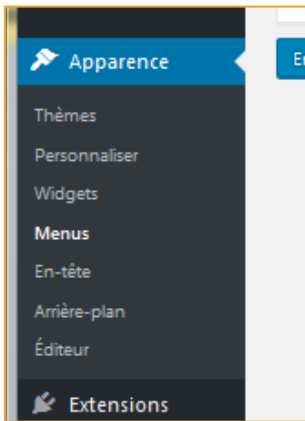 Apparence
Thèmes
Personnaliser
Widgets
Menus
En-tête
Arrière-plan
Éditeur
Extensions